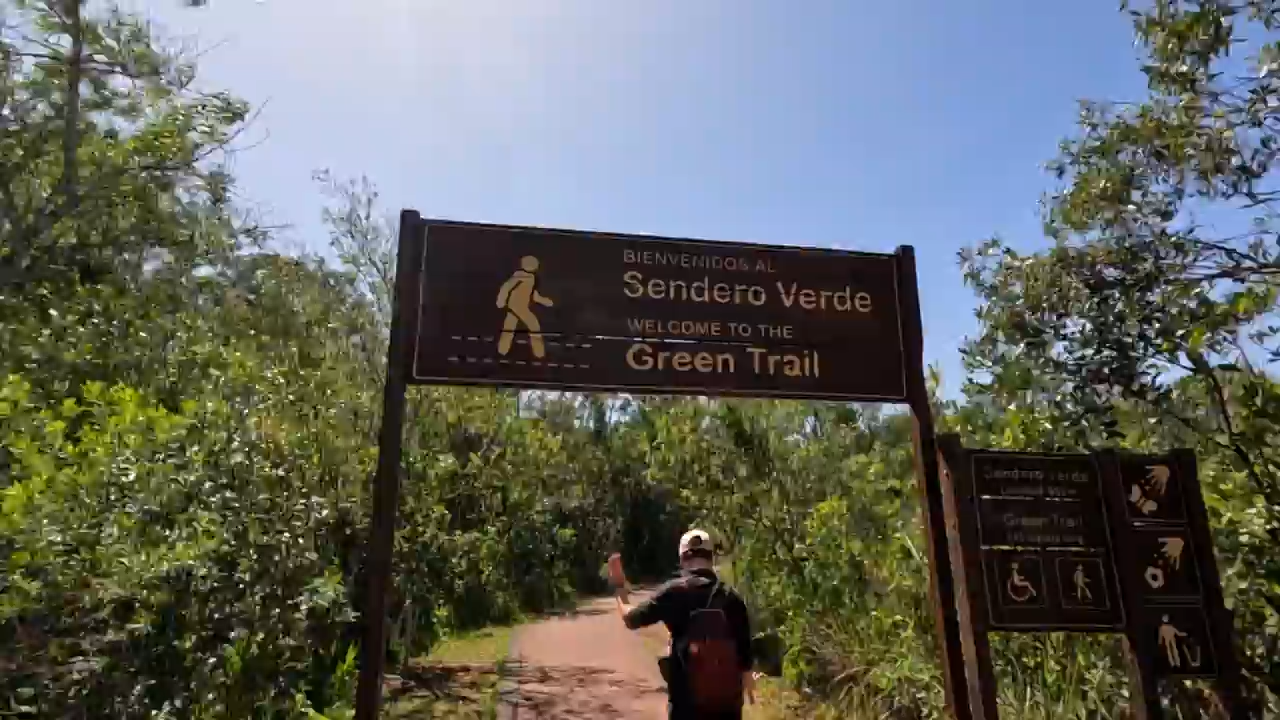 BIENVENIDOS AL
Sendero Verde
WELCOME TO THE
Green Trail
Sendero Verde
Green Trail